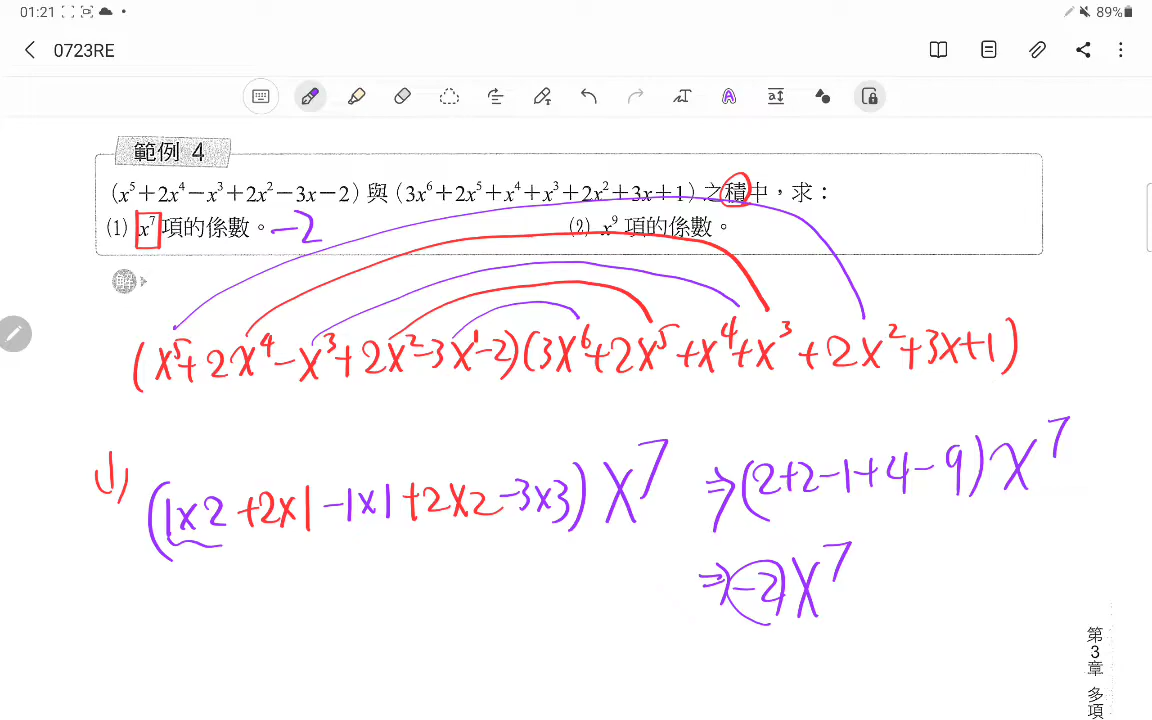 01:21 89%
0723RE
範例 4
(x⁵+2x⁴−x³+2x²−3x−2) 與 (3x⁶+2x⁵+x⁴+x³+2x²+3x+1) 之積中，求：
(1) x⁷ 項的係數。 −2 (2) x⁹ 項的係數。
解
(x⁵+2x⁴−x³+2x²−3x¹−2)(3x⁶+2x⁵+x⁴+x³+2x²+3x+1)
(1) (1×2+2×1−1×1+2×2−3×3)x⁷ ⇒(2+2−1+4−9)x⁷
⇒−2x⁷
第
3
章
多
項